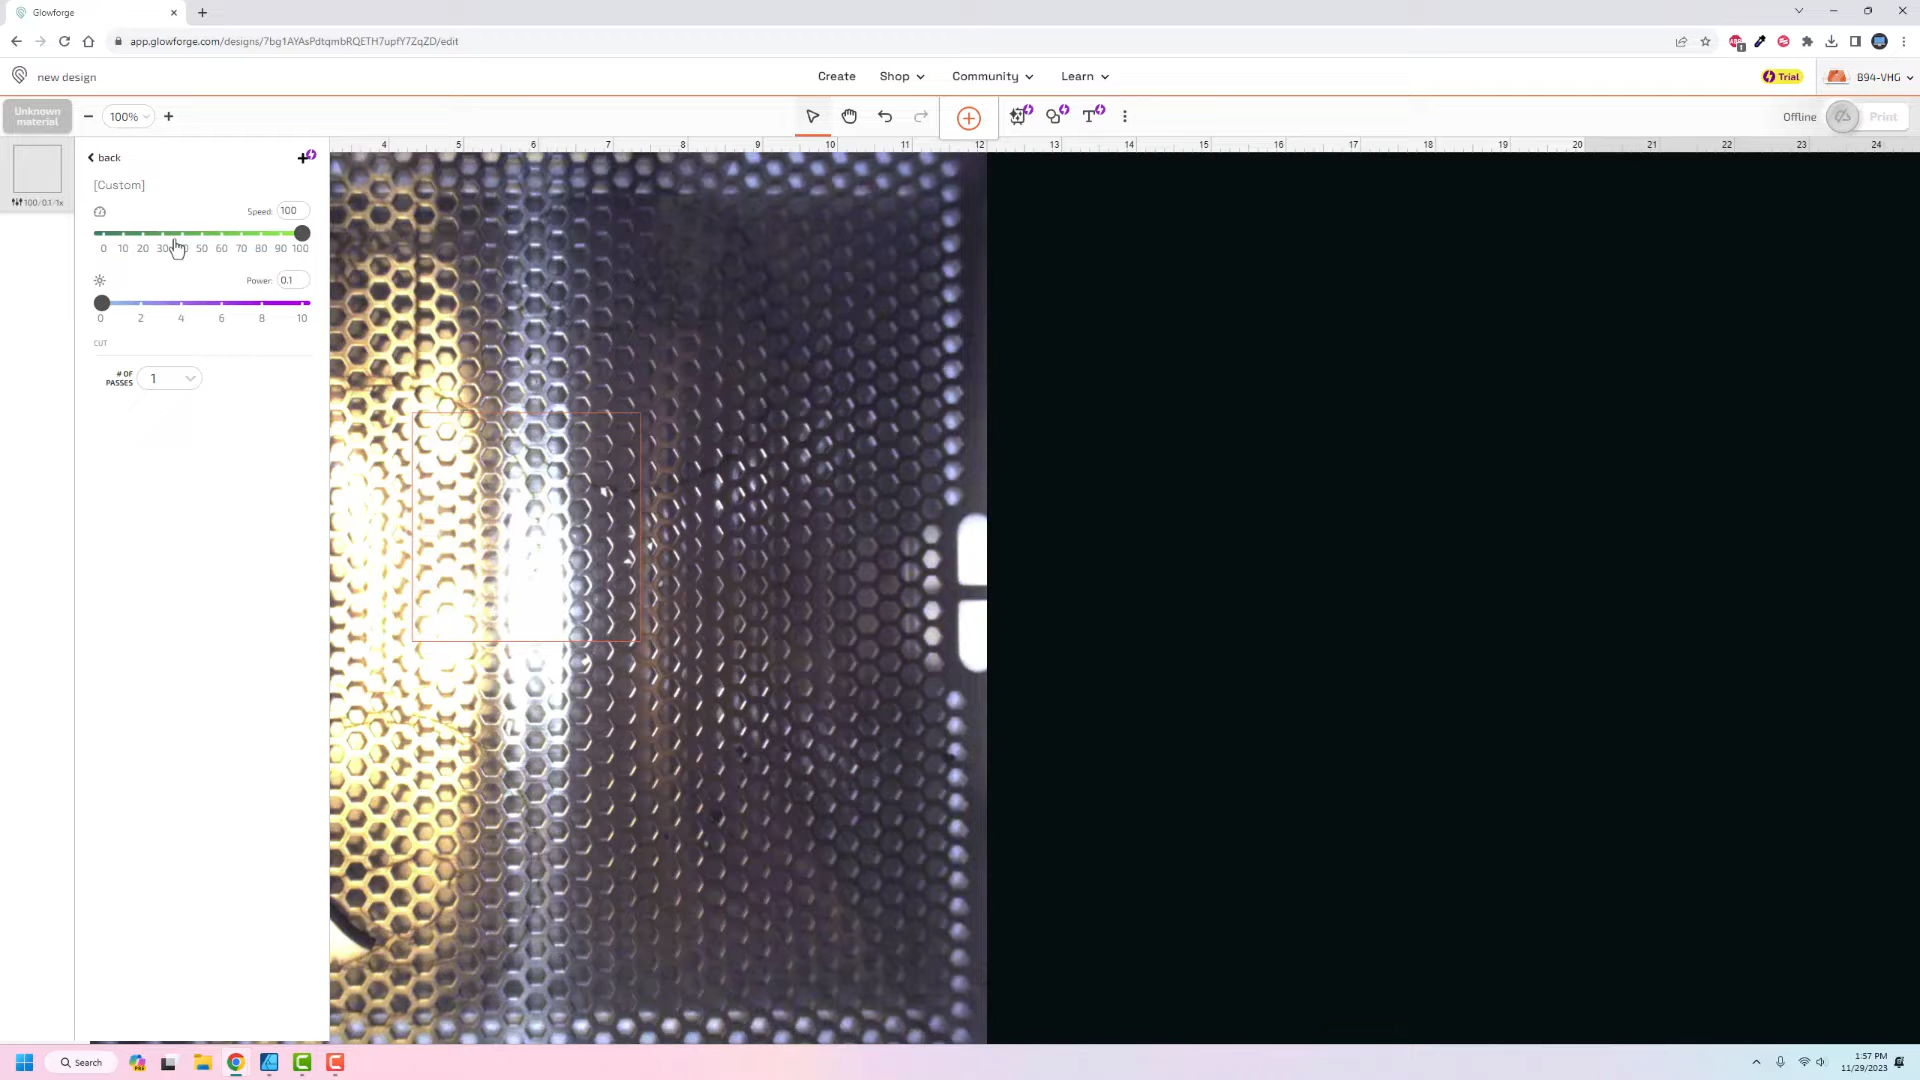 Glowforge
app.glowforge.com/designs/7bg1AYAsPdtqmbRQETH7upfY7ZqZD/edit
1
new design
Create
Shop
Community
Learn
Trial
B94-VHG
Unknown material
100%
T
Offline
Print
4 5 6 7 8 9 10 11 12 13 14 15 16 17 18 19 20 21 22 23 24
back
[Custom]
100/0.1/1x
Speed: 100
0 10 20 30 50 60 70 80 90 100
Power: 0.1
0 2 4 6 8 10
CUT
# OF PASSES 1
Search
1:57 PM
11/29/2023